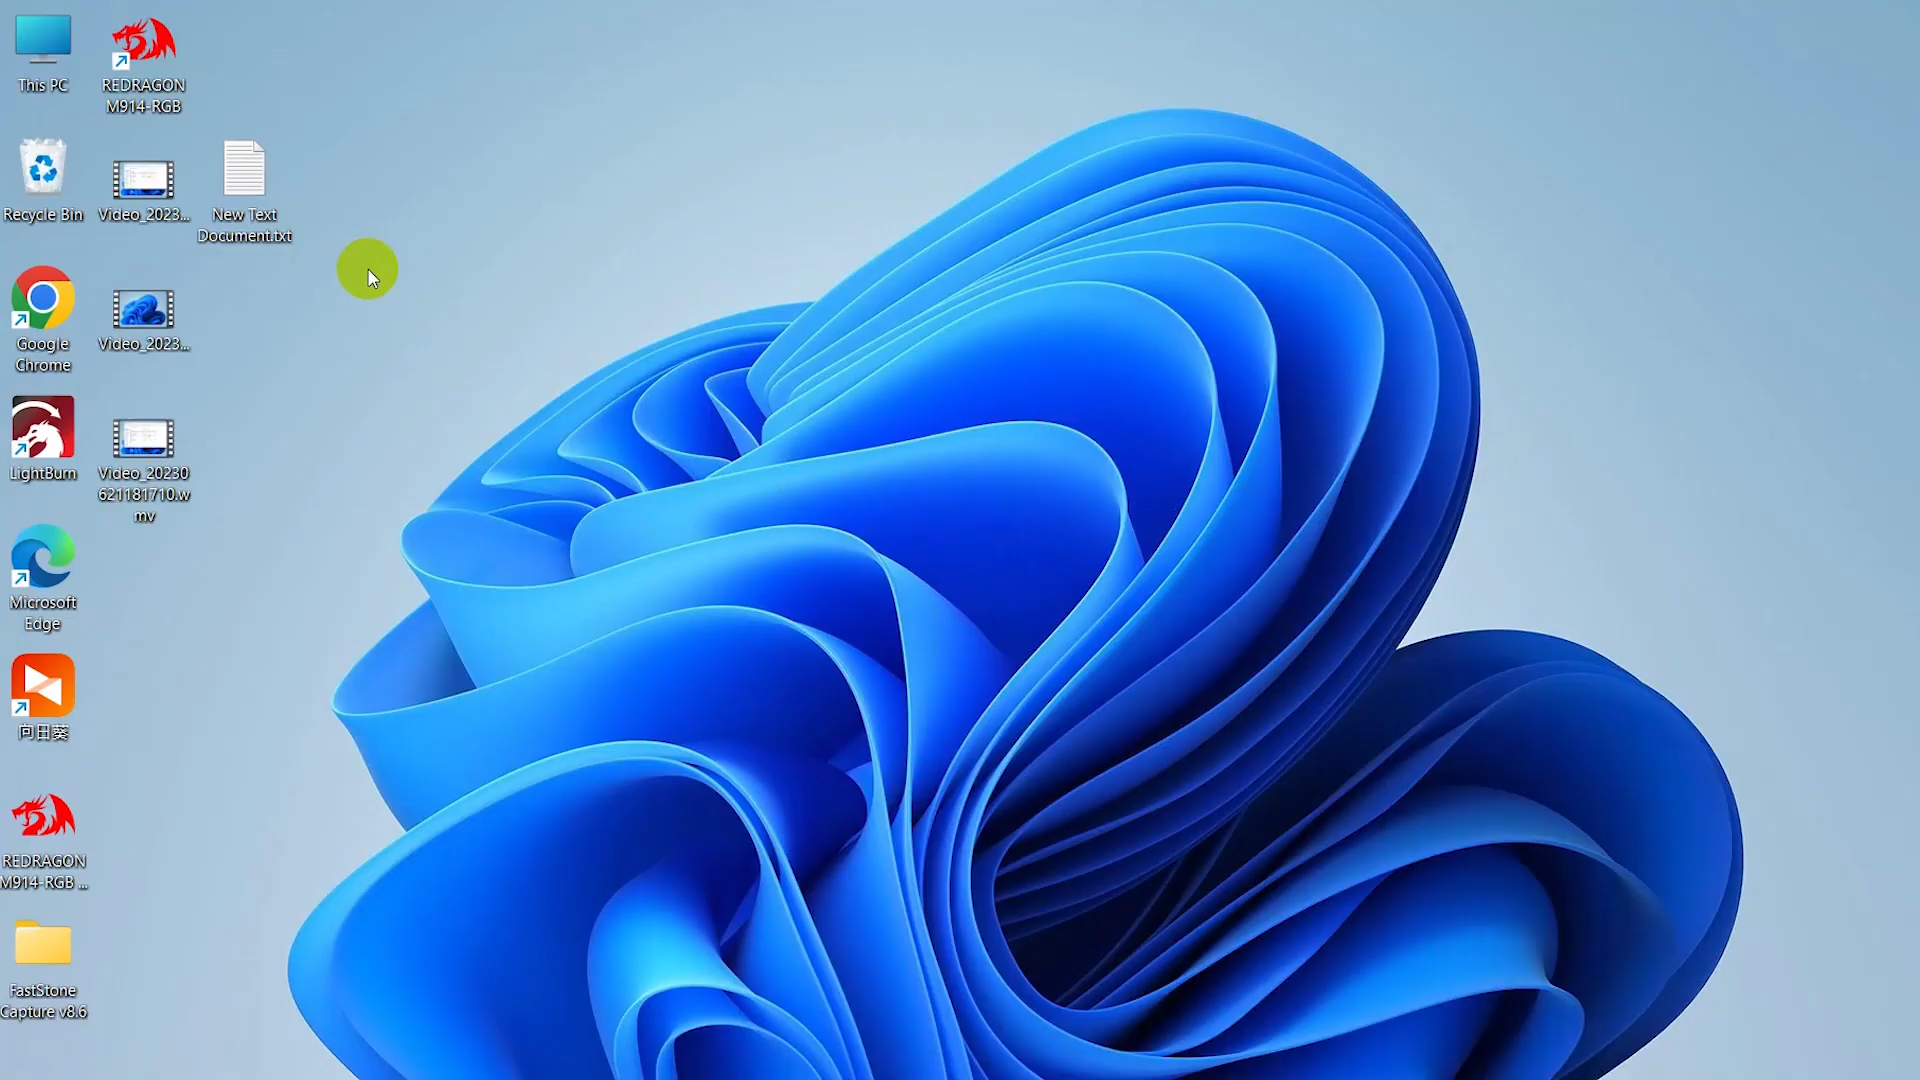 This PC
REDRAGON
M914-RGB
Recycle Bin
Video_2023...
New Text
Document.txt
Google
Chrome
Video_2023...
LightBurn
Video_20230
621181710.w
mv
Microsoft
Edge
向日葵
REDRAGON
M914-RGB ...
FastStone
Capture v8.6